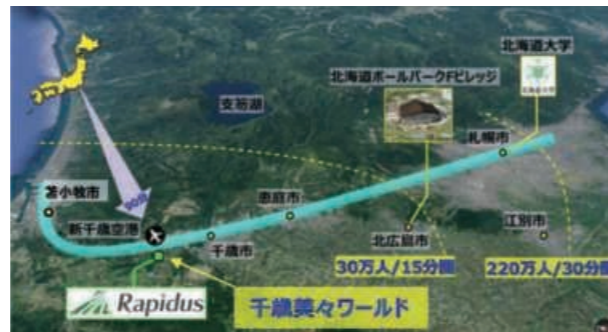 北海道大学
北海道ボールパークFビレッジ
支笏湖
札幌市
90分
苫小牧市
恵庭市
新千歳空港
千歳市
北広島市
江別市
30万人/15分圏
220万人/30分圏
Rapidus
千歳美々ワールド